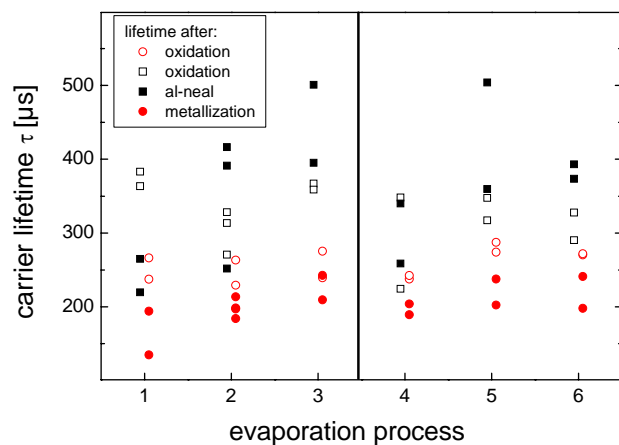 lifetime after:
oxidation
oxidation
al-neal
metallization
500
400
300
200
carrier lifetime τ [µs]
1 2 3 4 5 6
evaporation process